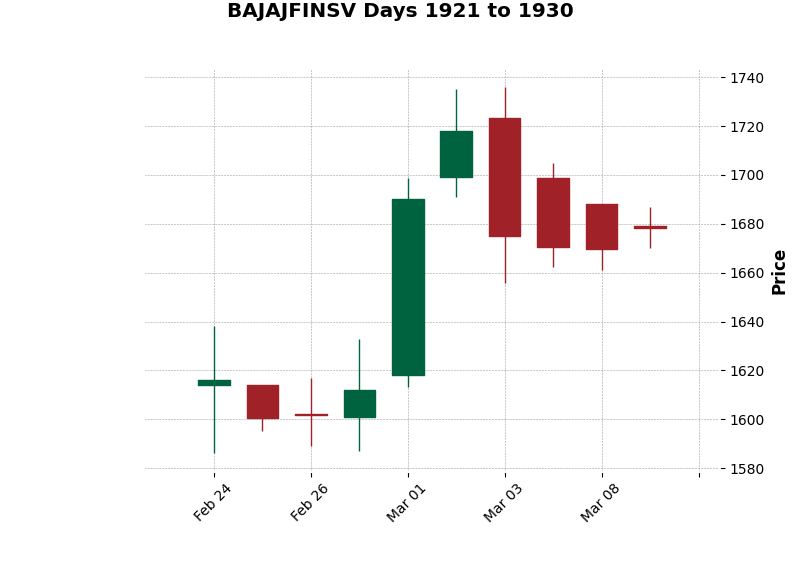 BAJAJFINSV Days 1921 to 1930
1740
1720
1700
1680
1660
1640
1620
1600
1580
Price
Feb 24
Feb 26
Mar 01
Mar 03
Mar 08